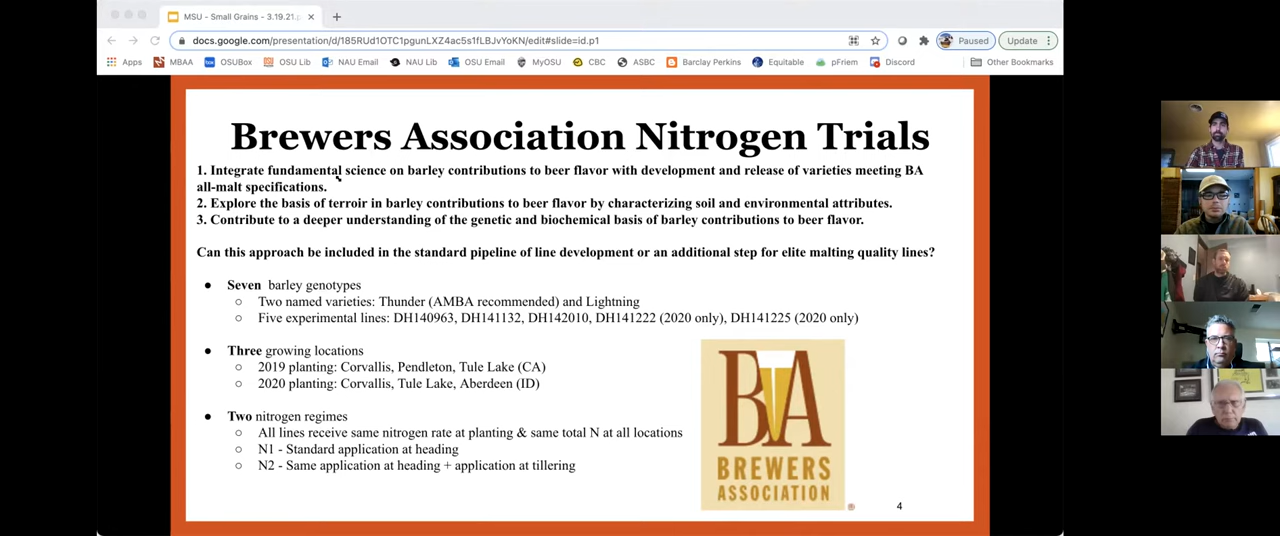 MSU - Small Grains - 3.19.21.p
docs.google.com/presentation/d/185RUd1OTC1pgunLXZ4ac5s1fLBJvYoKN/edit#slide=id.p1
Paused
Update
Apps
MBAA
OSUBox
OSU Lib
NAU Email
NAU Lib
OSU Email
MyOSU
CBC
ASBC
Barclay Perkins
Equitable
pFriem
Discord
Other Bookmarks
Brewers Association Nitrogen Trials
1. Integrate fundamental science on barley contributions to beer flavor with development and release of varieties meeting BA
all-malt specifications.
2. Explore the basis of terroir in barley contributions to beer flavor by characterizing soil and environmental attributes.
3. Contribute to a deeper understanding of the genetic and biochemical basis of barley contributions to beer flavor.
Can this approach be included in the standard pipeline of line development or an additional step for elite malting quality lines?
● Seven barley genotypes
○ Two named varieties: Thunder (AMBA recommended) and Lightning
○ Five experimental lines: DH140963, DH141132, DH142010, DH141222 (2020 only), DH141225 (2020 only)
● Three growing locations
○ 2019 planting: Corvallis, Pendleton, Tule Lake (CA)
○ 2020 planting: Corvallis, Tule Lake, Aberdeen (ID)
● Two nitrogen regimes
○ All lines receive same nitrogen rate at planting & same total N at all locations
○ N1 - Standard application at heading
○ N2 - Same application at heading + application at tillering
BA
BREWERS
ASSOCIATION
®
4